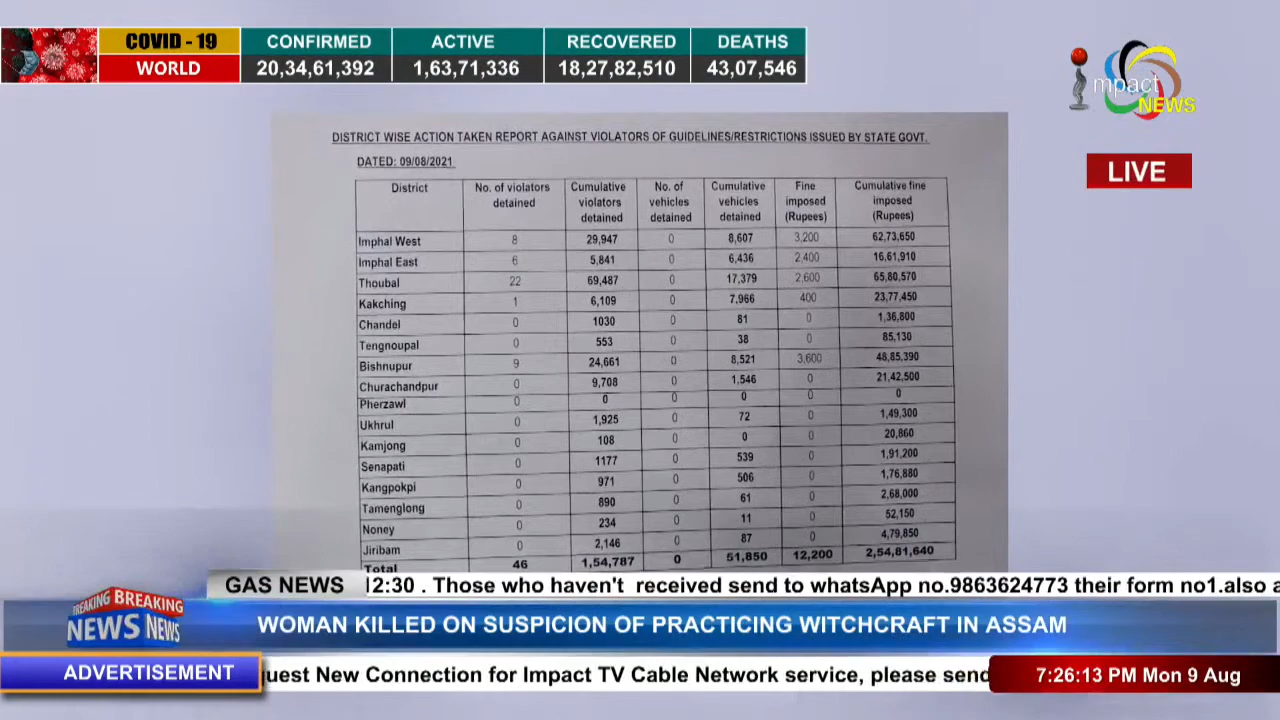 COVID - 19 CONFIRMED ACTIVE RECOVERED DEATHS
WORLD 20,34,61,392 1,63,71,336 18,27,82,510 43,07,546
Impact
NEWS
LIVE
DISTRICT WISE ACTION TAKEN REPORT AGAINST VIOLATORS OF GUIDELINES/RESTRICTIONS ISSUED BY STATE GOVT.
DATED: 09/08/2021
District No. of violators detained Cumulative violators detained No. of vehicles detained Cumulative vehicles detained Fine imposed (Rupees) Cumulative fine imposed (Rupees)
Imphal West 8 29,947 0 8,607 3,200 62,73,650
Imphal East 6 5,841 0 6,436 2,400 16,61,910
Thoubal 22 69,487 0 17,379 2,600 65,80,570
Kakching 1 6,109 0 7,966 400 23,77,450
Chandel 0 1030 0 81 0 1,36,800
Tengnoupal 0 553 0 38 0 85,130
Bishnupur 9 24,661 0 8,521 3,600 48,85,390
Churachandpur 0 9,708 0 1,546 0 21,42,500
Pherzawl 0 0 0 0 0 0
Ukhrul 0 1,925 0 72 0 1,49,300
Kamjong 0 108 0 0 0 20,860
Senapati 0 1177 0 539 0 1,91,200
Kangpokpi 0 971 0 506 0 1,76,880
Tamenglong 0 890 0 61 0 2,68,000
Noney 0 234 0 11 0 52,150
Jiribam 0 2,146 0 87 0 4,79,850
Total 46 1,54,787 0 51,850 12,200 2,54,81,640
GAS NEWS 12:30 . Those who haven't received send to whatsApp no.9863624773 their form no1.also a
BREAKING BREAKING
NEWS NEWS
WOMAN KILLED ON SUSPICION OF PRACTICING WITCHCRAFT IN ASSAM
ADVERTISEMENT quest New Connection for Impact TV Cable Network service, please send
7:26:13 PM Mon 9 Aug